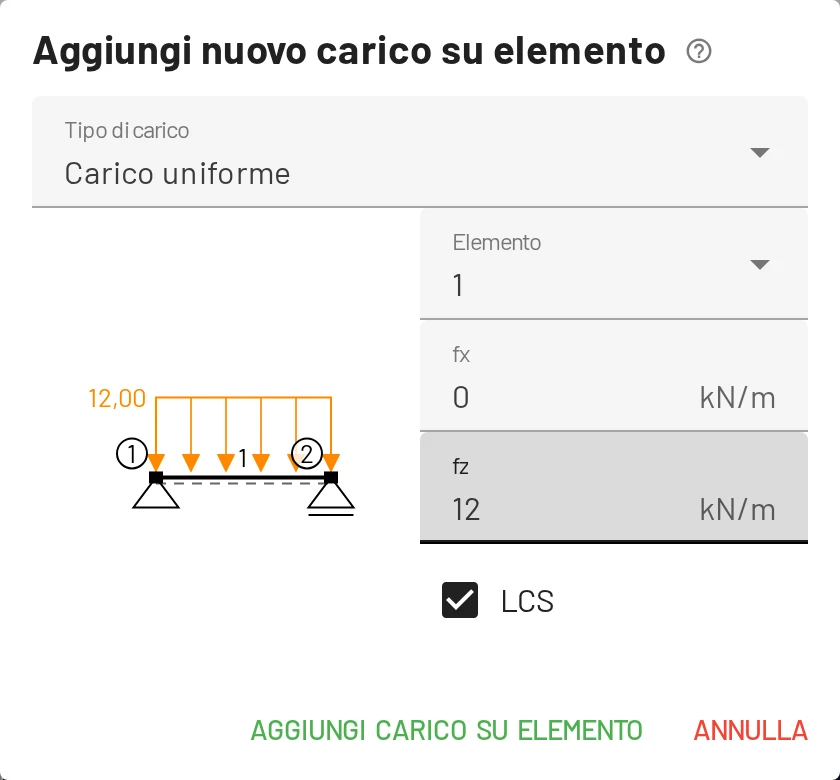 Aggiungi nuovo carico su elemento ?
Tipo di carico
Carico uniforme
Elemento
1
fx
0 kN/m
12,00
1 1 2
fz
12 kN/m
LCS
AGGIUNGI CARICO SU ELEMENTO ANNULLA